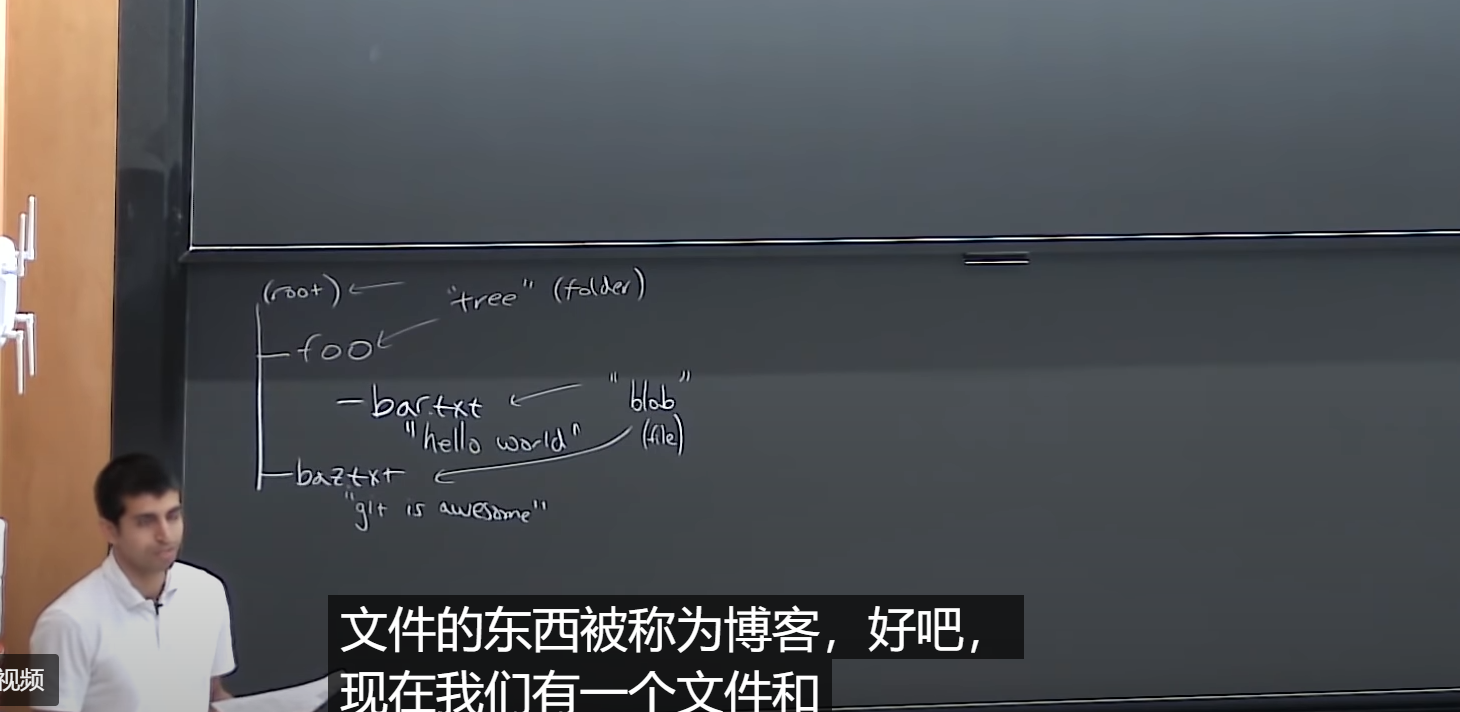 (root)
"tree" (folder)
foo
bar.txt
"blob"
"hello world"
(file)
baz.txt
"git is awesome"
文件的东西被称为博客，好吧，
现在我们有一个文件和
视频